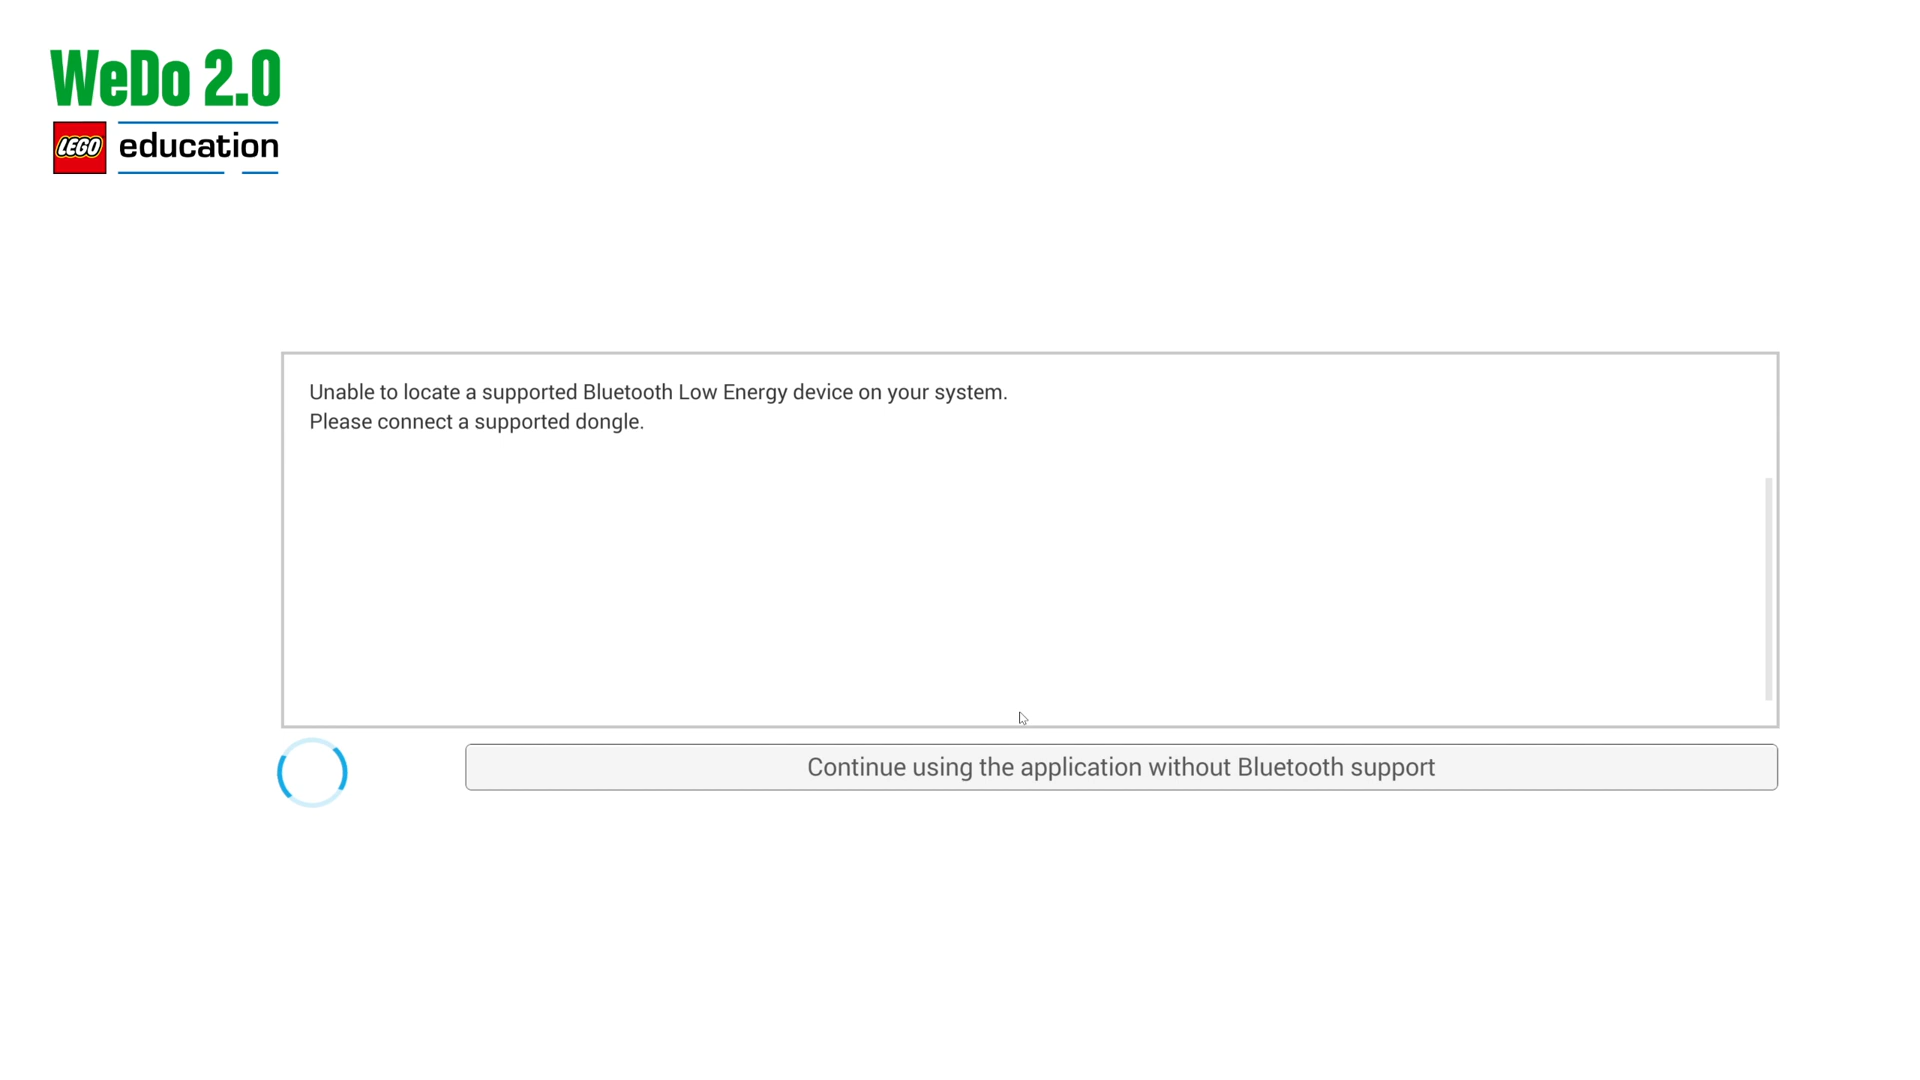 WeDo 2.0
LEGO education
Unable to locate a supported Bluetooth Low Energy device on your system.
Please connect a supported dongle.
Continue using the application without Bluetooth support